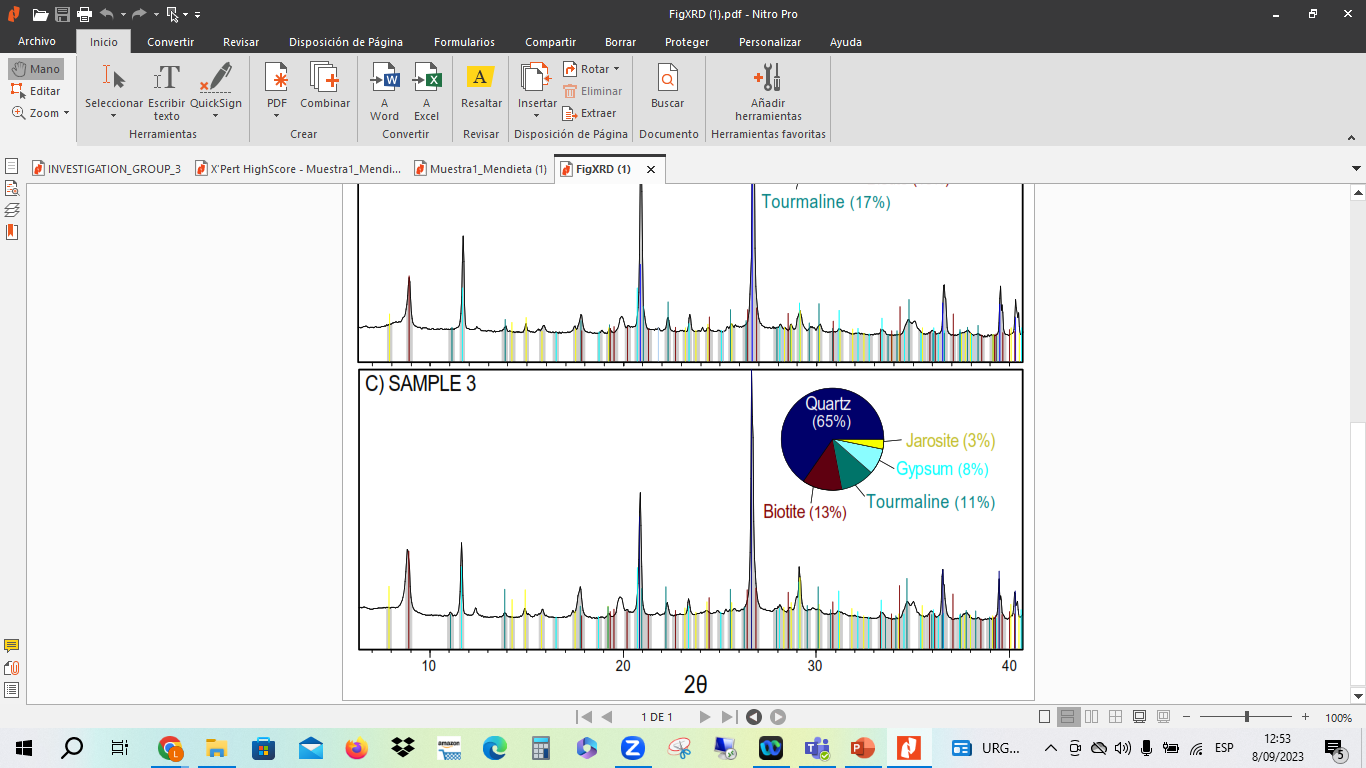 FigXRD (1).pdf - Nitro Pro
Archivo Inicio Convertir Revisar Disposición de Página Formularios Compartir Borrar Proteger Personalizar Ayuda
Mano
Editar
Zoom
Seleccionar
Escribir texto
QuickSign
Herramientas
PDF
Combinar
Crear
A Word
A Excel
Convertir
Resaltar
Revisar
Insertar
Rotar
Eliminar
Extraer
Disposición de Página
Buscar
Documento
Añadir herramientas
Herramientas favoritas
INVESTIGATION_GROUP_3
X'Pert HighScore - Muestra1_Mendi...
Muestra1_Mendieta (1)
FigXRD (1)
Tourmaline (17%)
C) SAMPLE 3
Quartz
(65%)
Jarosite (3%)
Gypsum (8%)
Tourmaline (11%)
Biotite (13%)
10 20 30 40
2θ
1 DE 1
100%
amazon
URG...
ESP
12:53
8/09/2023
5